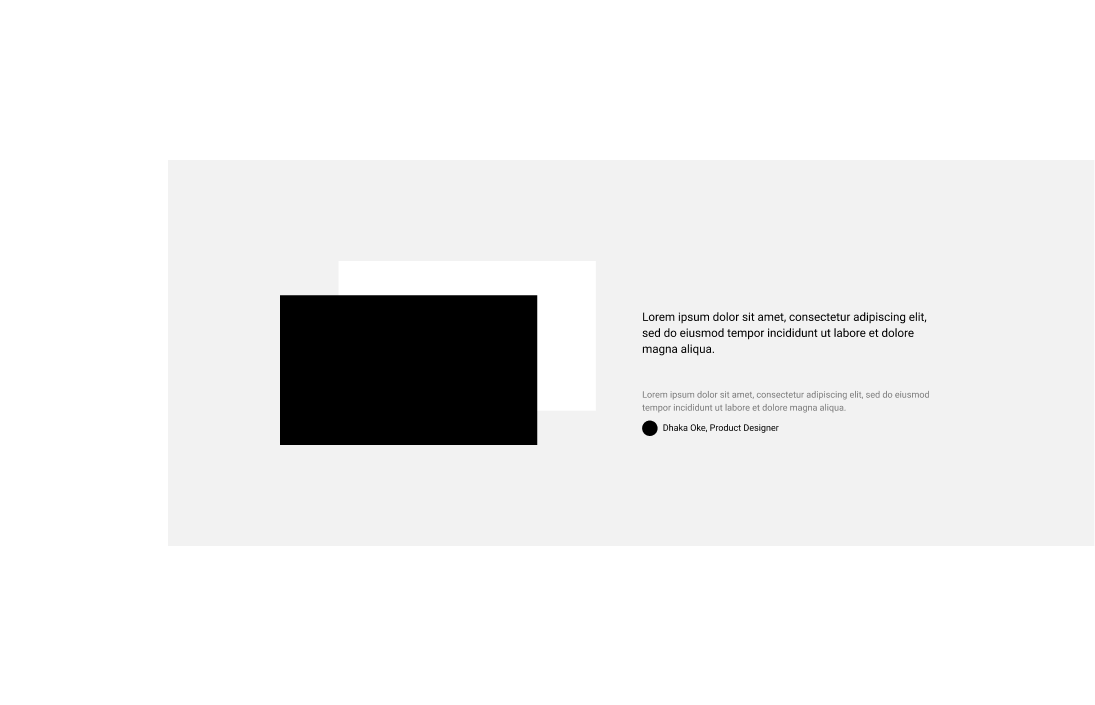 Lorem ipsum dolor sit amet, consectetur adipiscing elit,
sed do eiusmod tempor incididunt ut labore et dolore
magna aliqua.
Lorem ipsum dolor sit amet, consectetur adipiscing elit, sed do eiusmod
tempor incididunt ut labore et dolore magna aliqua.
Dhaka Oke, Product Designer